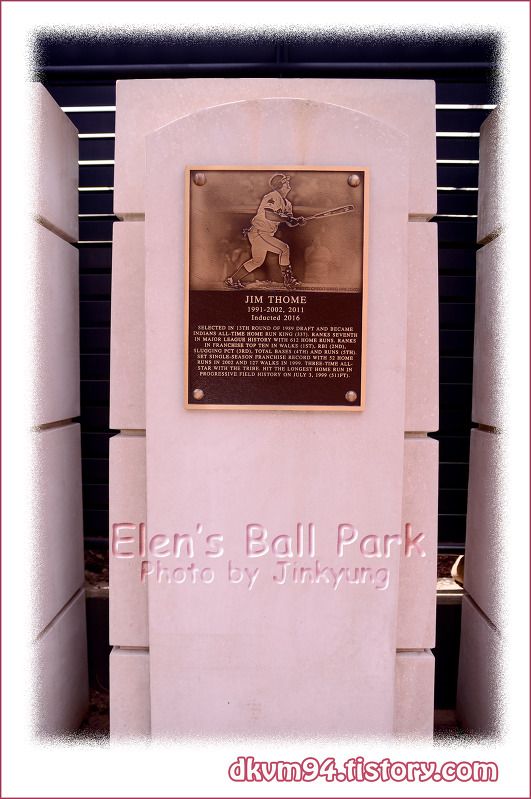 JIM THOME
1991-2002, 2011
Inducted 2016
SELECTED IN 13TH ROUND OF 1989 DRAFT AND BECAME
INDIANS ALL-TIME HOME RUN KING (337). RANKS SEVENTH
IN MAJOR LEAGUE HISTORY WITH 612 HOME RUNS. RANKS
IN FRANCHISE TOP TEN IN WALKS (1ST), RBI (2ND),
SLUGGING PCT (3RD), TOTAL BASES (4TH) AND RUNS (5TH).
SET SINGLE-SEASON FRANCHISE RECORD WITH 52 HOME
RUNS IN 2002 AND 127 WALKS IN 1999. THREE-TIME ALL-
STAR WITH THE TRIBE. HIT THE LONGEST HOME RUN IN
PROGRESSIVE FIELD HISTORY ON JULY 3, 1999 (511FT).
Elen's Ball Park
Photo by Jinkyung
dkvm94.tistory.com